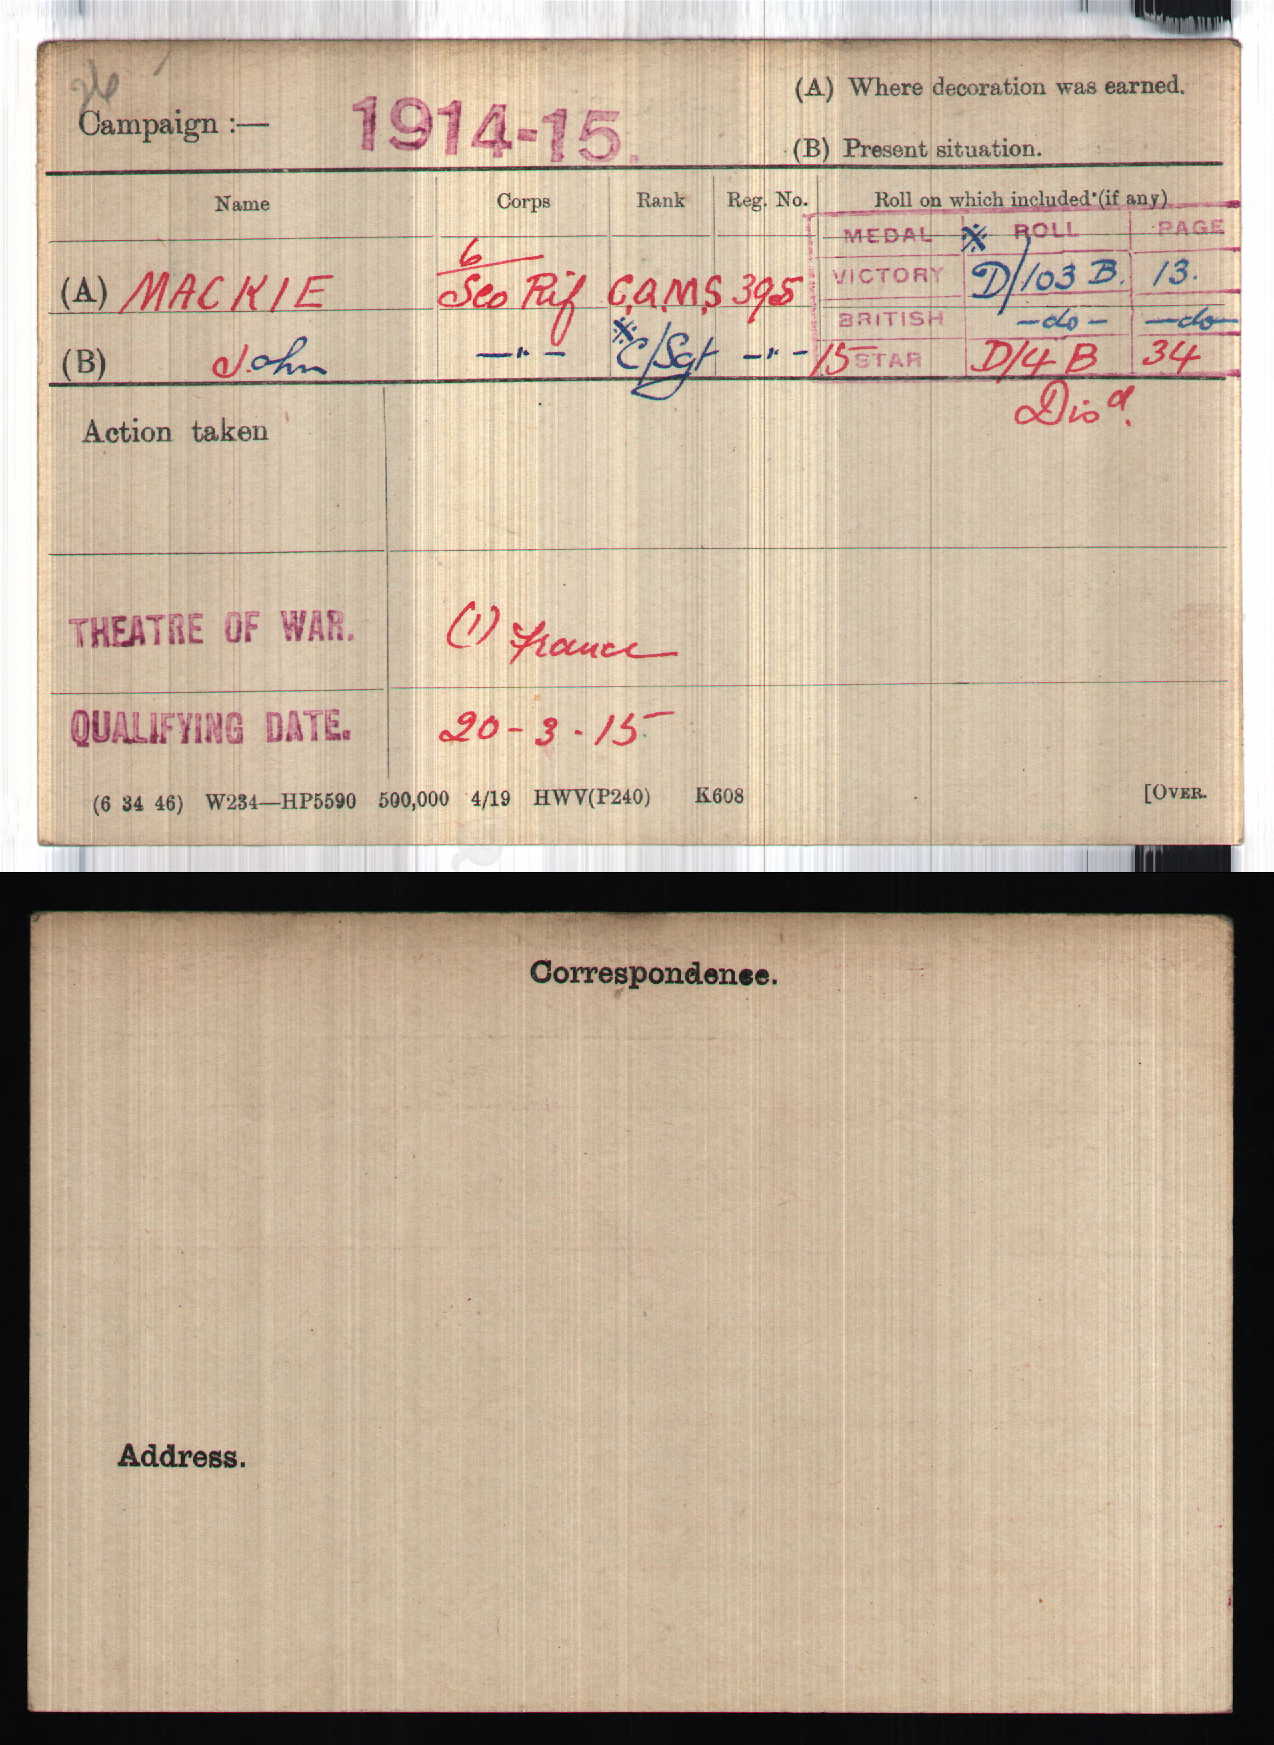 26
Campaign :— 1914-15.
(A) Where decoration was earned.
(B) Present situation.
Name Corps Rank Reg. No. Roll on which included (if any)
MEDAL ※ ROLL PAGE
6
(A) MACKIE Sco Rif C.Q.M.S 395 VICTORY D/103 B. 13.
BRITISH -do- -do-
(B) John -"- ※ C/Sgt -"- 15 STAR D/4 B 34
Disd.
Action taken
THEATRE OF WAR. (1) France
QUALIFYING DATE. 20-3-15
(6 34 46) W234—HP5590 500,000 4/19 HWV(P240) K608 [OVER.
Correspondence.
Address.